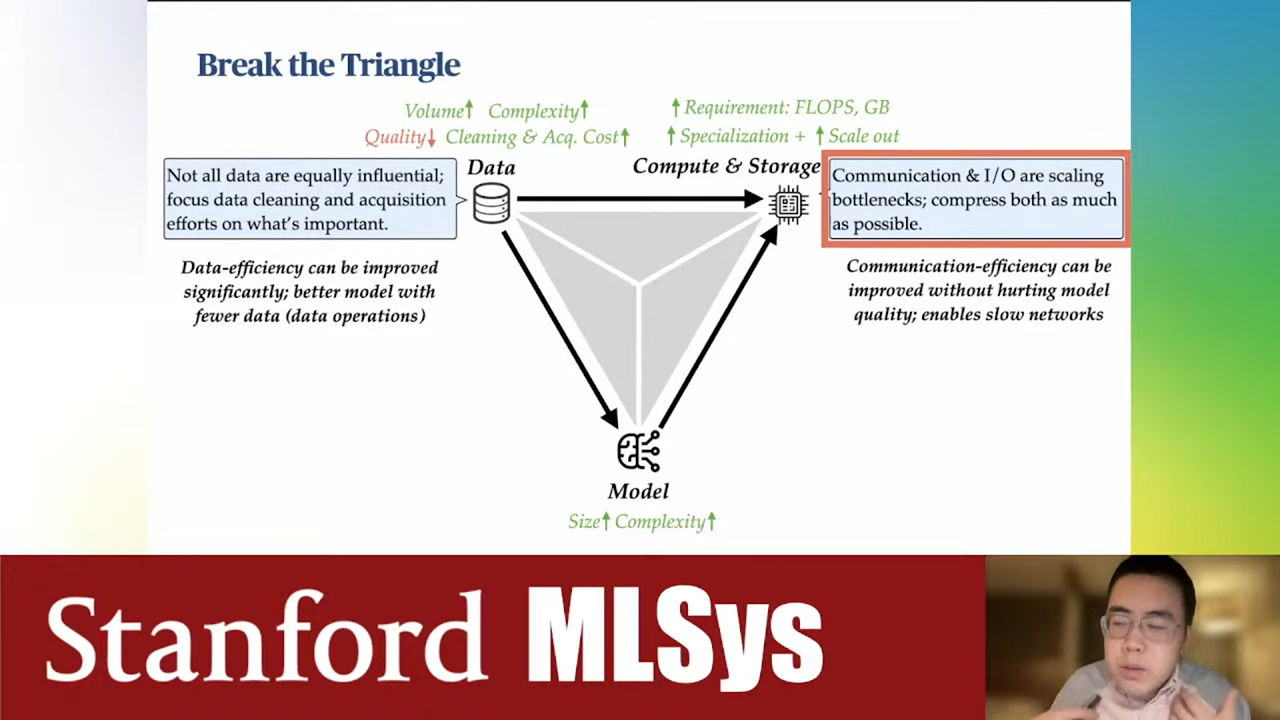 Break the Triangle
Volume↑ Complexity↑
Quality↓ Cleaning & Acq. Cost↑
↑Requirement: FLOPS, GB
↑Specialization + ↑Scale out
Data
Compute & Storage
Not all data are equally influential;
focus data cleaning and acquisition
efforts on what's important.
Communication & I/O are scaling
bottlenecks; compress both as much
as possible.
Data-efficiency can be improved
significantly; better model with
fewer data (data operations)
Communication-efficiency can be
improved without hurting model
quality; enables slow networks
Model
Size↑ Complexity↑
Stanford MLSys